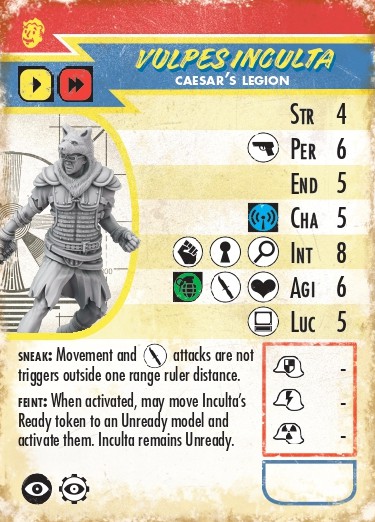 VULPES INCULTA
CAESAR'S LEGION
STR 4
PER 6
END 5
CHA 5
INT 8
AGI 6
LUC 5
SNEAK: Movement and attacks are not
triggers outside one range ruler distance.
FEINT: When activated, may move Inculta's
Ready token to an Unready model and
activate them. Inculta remains Unready.
-
-
-